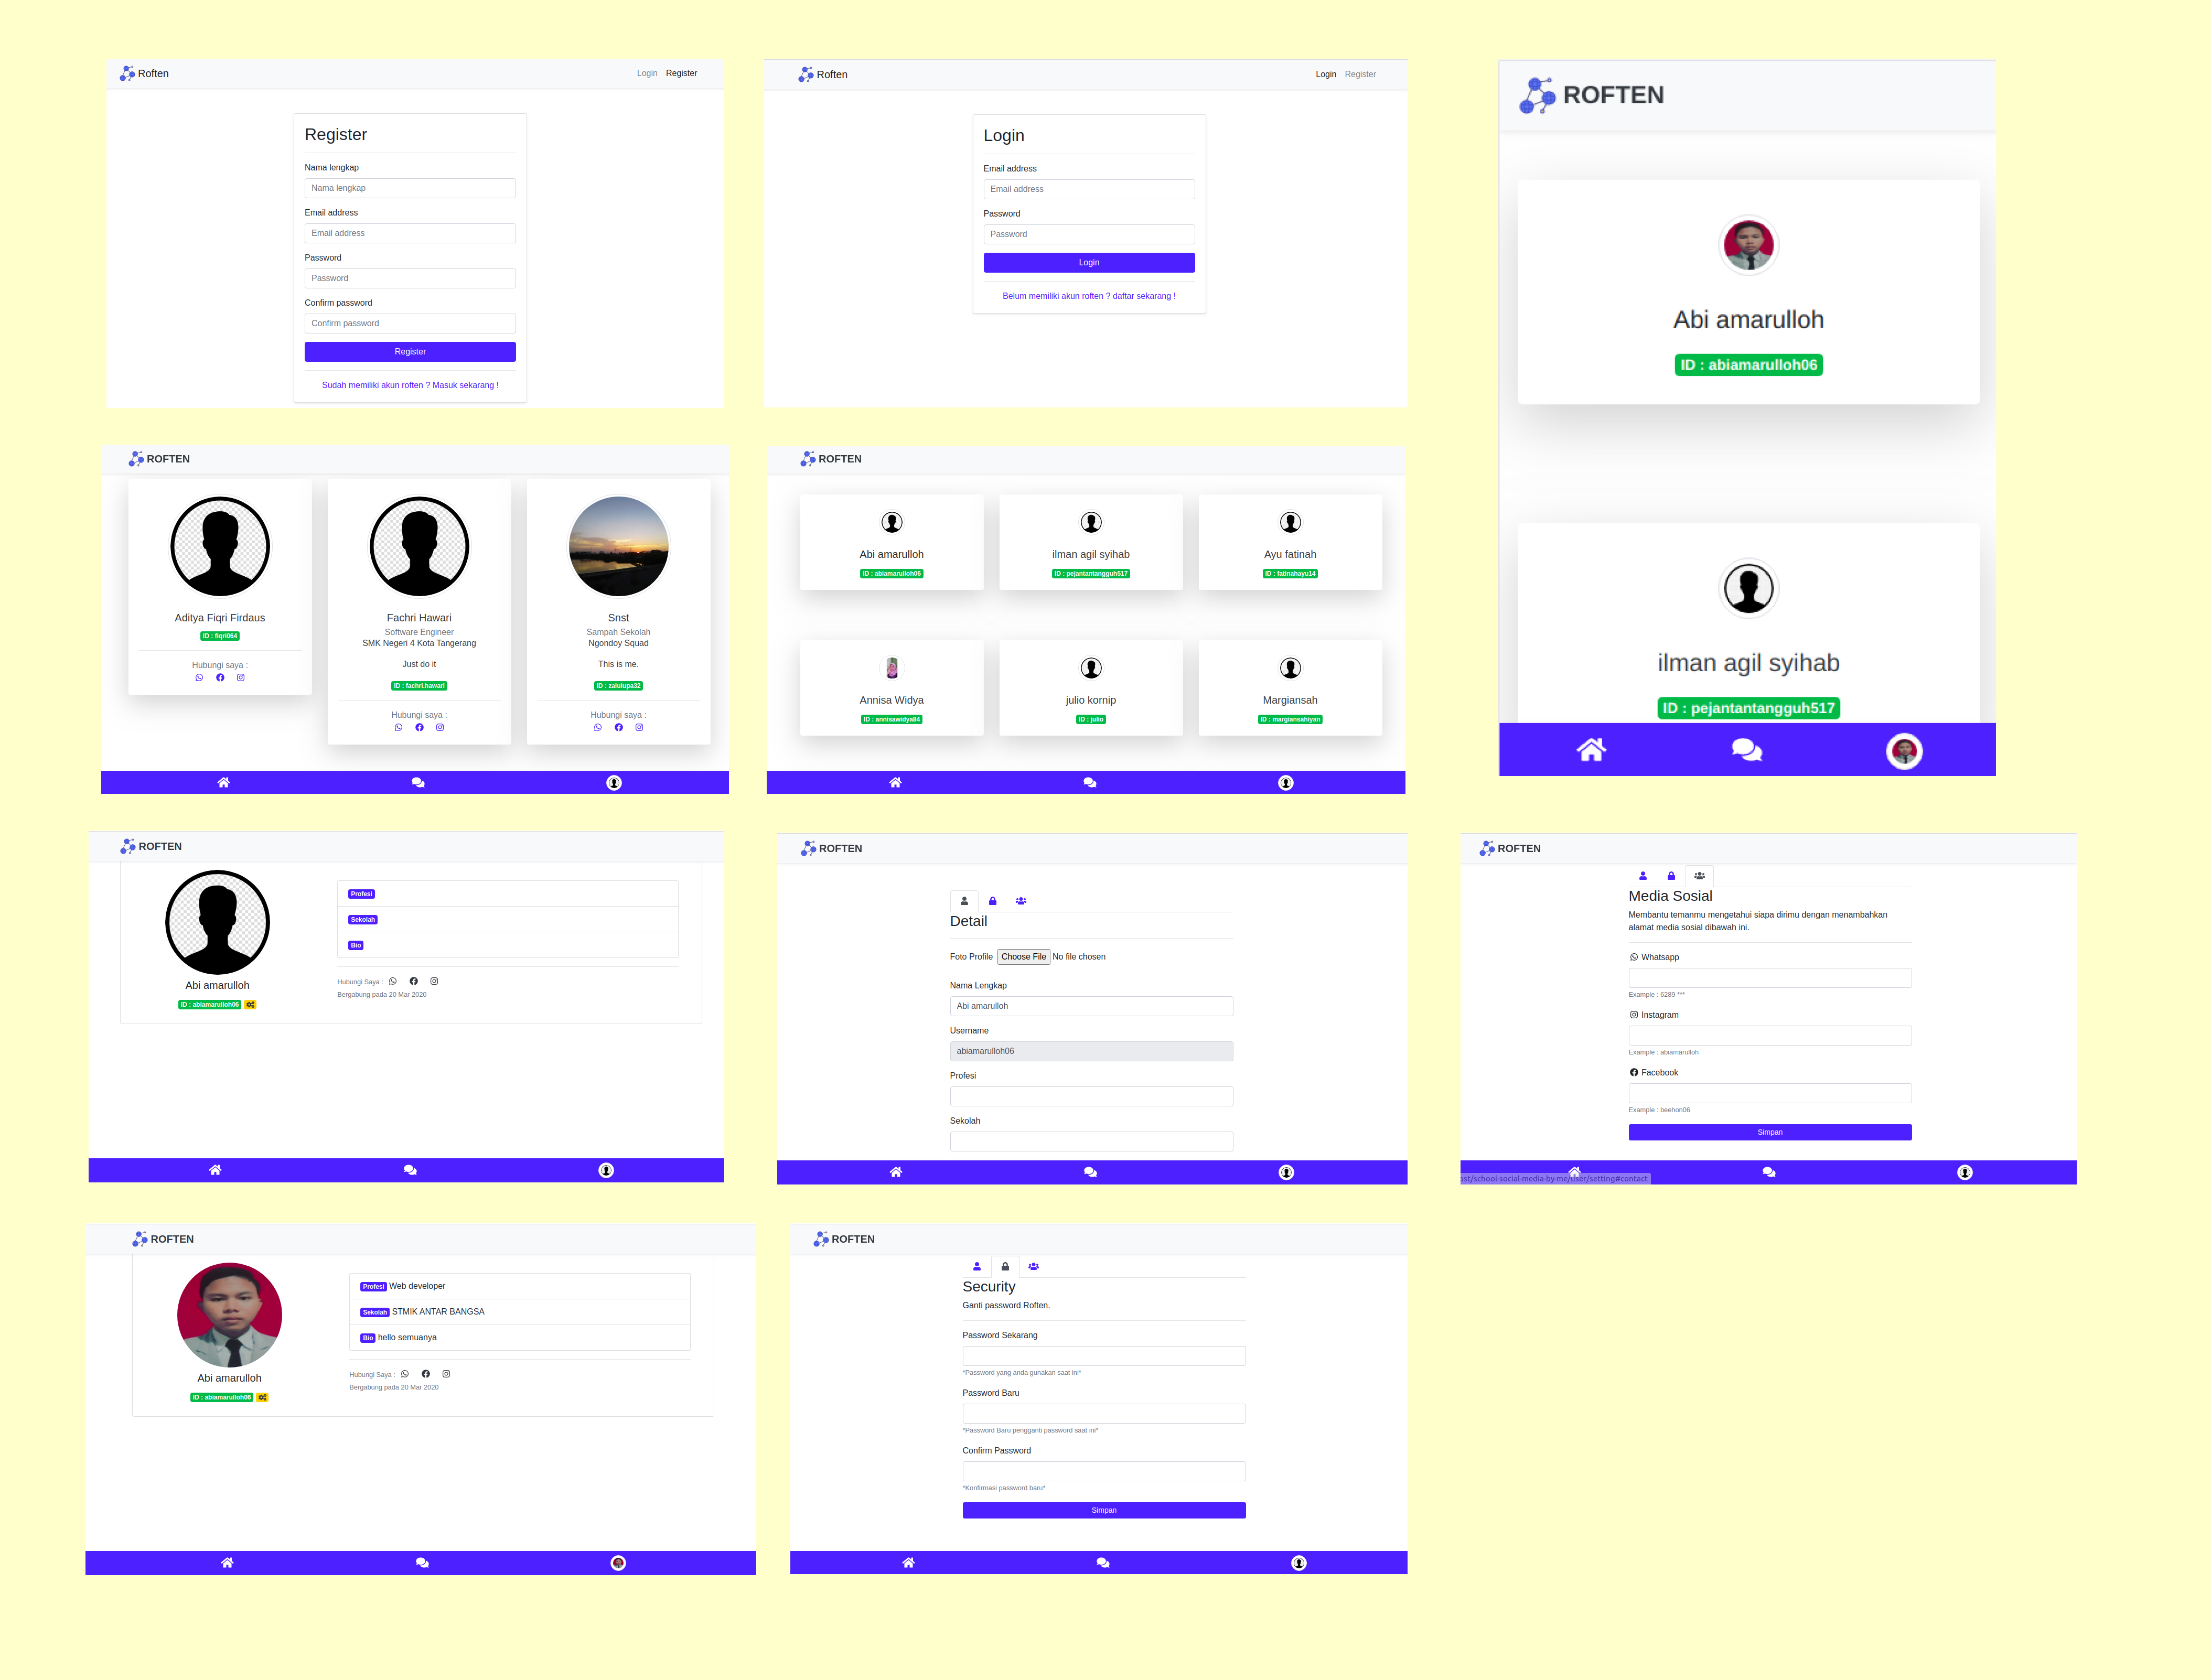 Roften
Login Register
Register
Nama lengkap
Nama lengkap
Email address
Email address
Password
Password
Confirm password
Confirm password
Register
Sudah memiliki akun roften ? Masuk sekarang !
Roften
Login Register
Login
Email address
Email address
Password
Password
Login
Belum memiliki akun roften ? daftar sekarang !
ROFTEN
Abi amarulloh
ID : abiamarulloh06
ilman agil syihab
ID : pejantantangguh517
ROFTEN
Aditya Fiqri Firdaus
ID : fiqri064
Hubungi saya :
Fachri Hawari
Software Engineer
SMK Negeri 4 Kota Tangerang
Just do it
ID : fachri.hawari
Hubungi saya :
Snst
Sampah Sekolah
Ngondoy Squad
This is me.
ID : zalulupa32
Hubungi saya :
ROFTEN
Abi amarulloh
ID : abiamarulloh06
ilman agil syihab
ID : pejantantangguh517
Ayu fatinah
ID : fatinahayu14
Annisa Widya
ID : annisawidya84
julio kornip
ID : julio
Margiansah
ID : margiansahiyan
ROFTEN
Abi amarulloh
ID : abiamarulloh06
Profesi
Sekolah
Bio
Hubungi Saya :
Bergabung pada 20 Mar 2020
ROFTEN
Detail
Foto Profile Choose File No file chosen
Nama Lengkap
Abi amarulloh
Username
abiamarulloh06
Profesi
Sekolah
ROFTEN
Media Sosial
Membantu temanmu mengetahui siapa dirimu dengan menambahkan
alamat media sosial dibawah ini.
Whatsapp
Example : 6289 ***
Instagram
Example : abiamarulloh
Facebook
Example : beehon06
Simpan
ost/school-social-media-by-me/user/setting#contact
ROFTEN
Abi amarulloh
ID : abiamarulloh06
Profesi Web developer
Sekolah STMIK ANTAR BANGSA
Bio hello semuanya
Hubungi Saya :
Bergabung pada 20 Mar 2020
ROFTEN
Security
Ganti password Roften.
Password Sekarang
*Password yang anda gunakan saat ini*
Password Baru
*Password Baru pengganti password saat ini*
Confirm Password
*Konfirmasi password baru*
Simpan